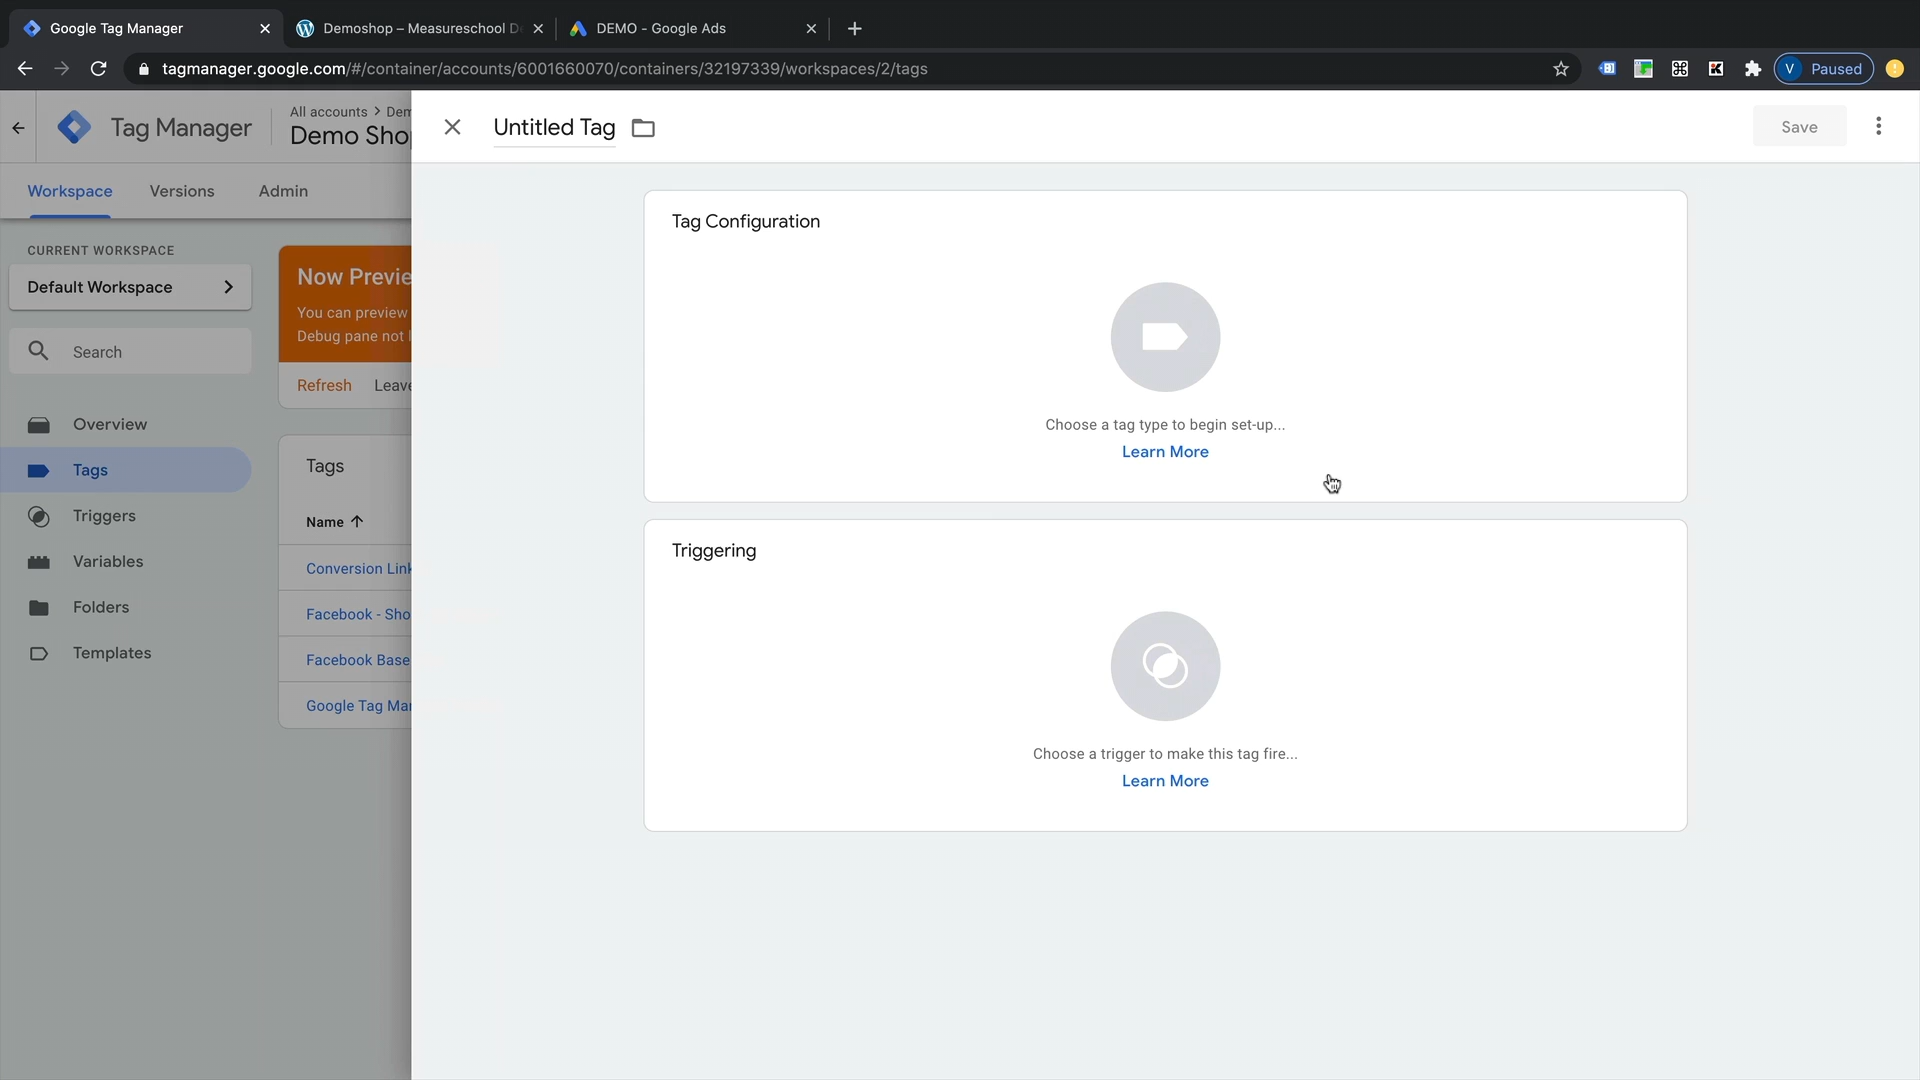 Google Tag Manager
Demoshop – Measureschool D
DEMO - Google Ads
tagmanager.google.com/#/container/accounts/6001660070/containers/32197339/workspaces/2/tags
V Paused
Tag Manager
All accounts > Dem
Demo Shop
Untitled Tag
Save
Workspace
Versions
Admin
CURRENT WORKSPACE
Default Workspace
Search
Overview
Tags
Triggers
Variables
Folders
Templates
Now Previe
You can preview
Debug pane not l
Refresh
Leave
Tags
Name
Conversion Link
Facebook - Sho
Facebook Base
Google Tag Man
Tag Configuration
Choose a tag type to begin set-up...
Learn More
Triggering
Choose a trigger to make this tag fire...
Learn More